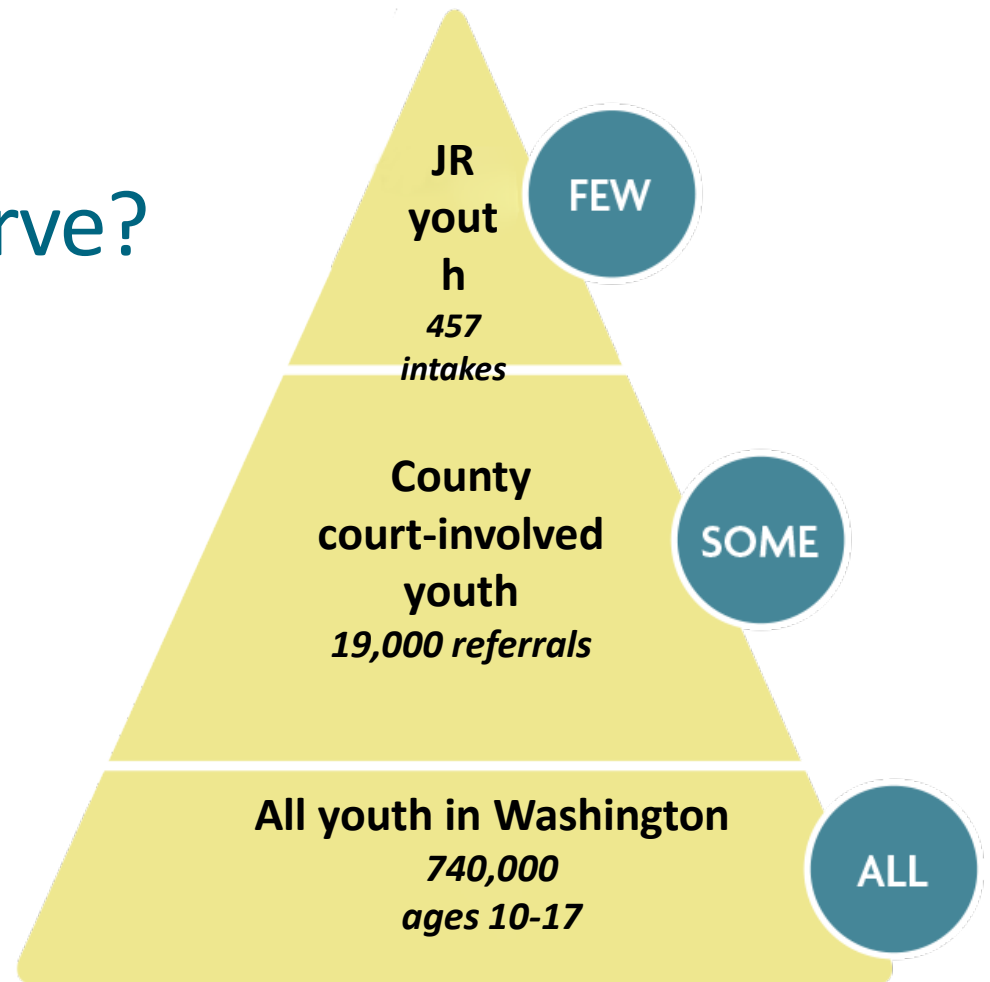 rve?
JR
yout
h
457
intakes
FEW
County
court-involved
youth
19,000 referrals
SOME
All youth in Washington
740,000
ages 10-17
ALL